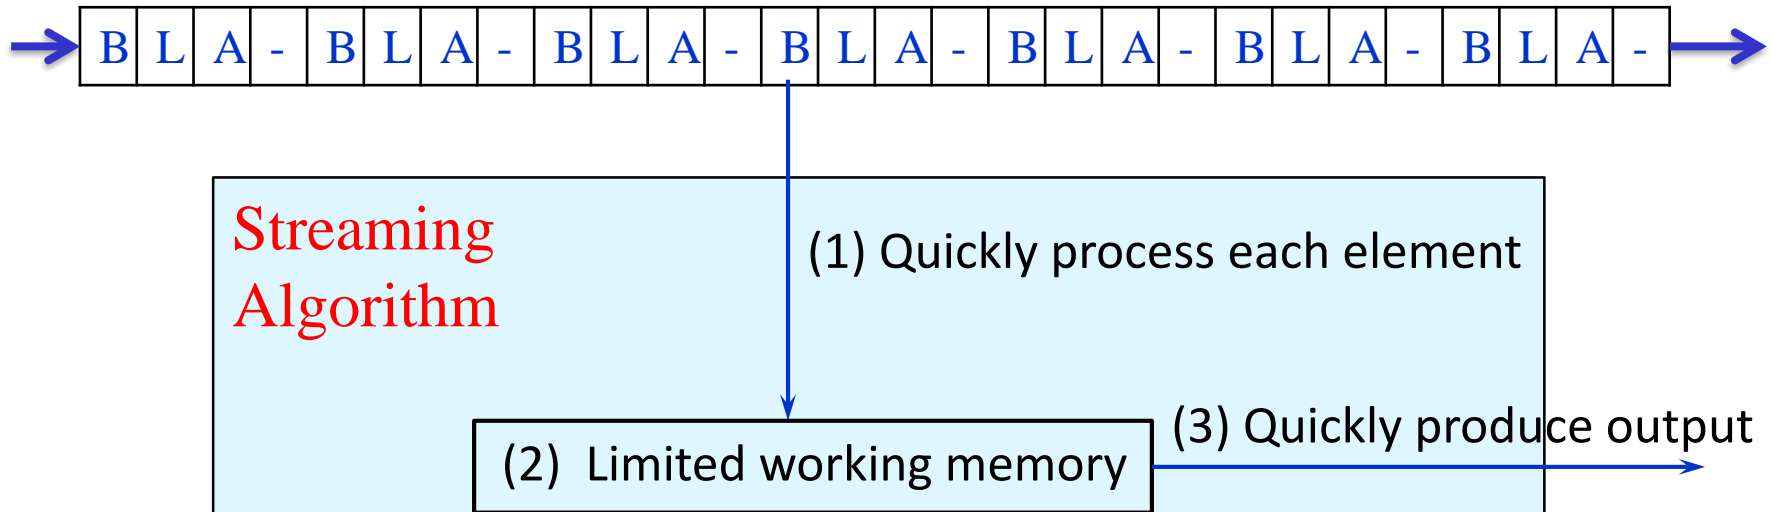 B L A - B L A - B L A - B L A - B L A - B L A - B L A -
Streaming
Algorithm
(1) Quickly process each element
(3) Quickly produce output
(2) Limited working memory